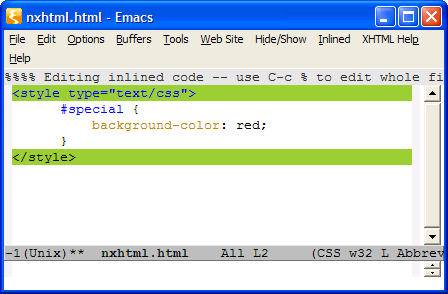 nxhtml.html - Emacs
File Edit Options Buffers Tools Web Site Hide/Show Inlined XHTML Help
Help
%%%% Editing inlined code -- use C-c % to edit whole fi
<style type="text/css">
#special {
background-color: red;
}
</style>
-1(Unix)** nxhtml.html All L2 (CSS w32 L Abbrev